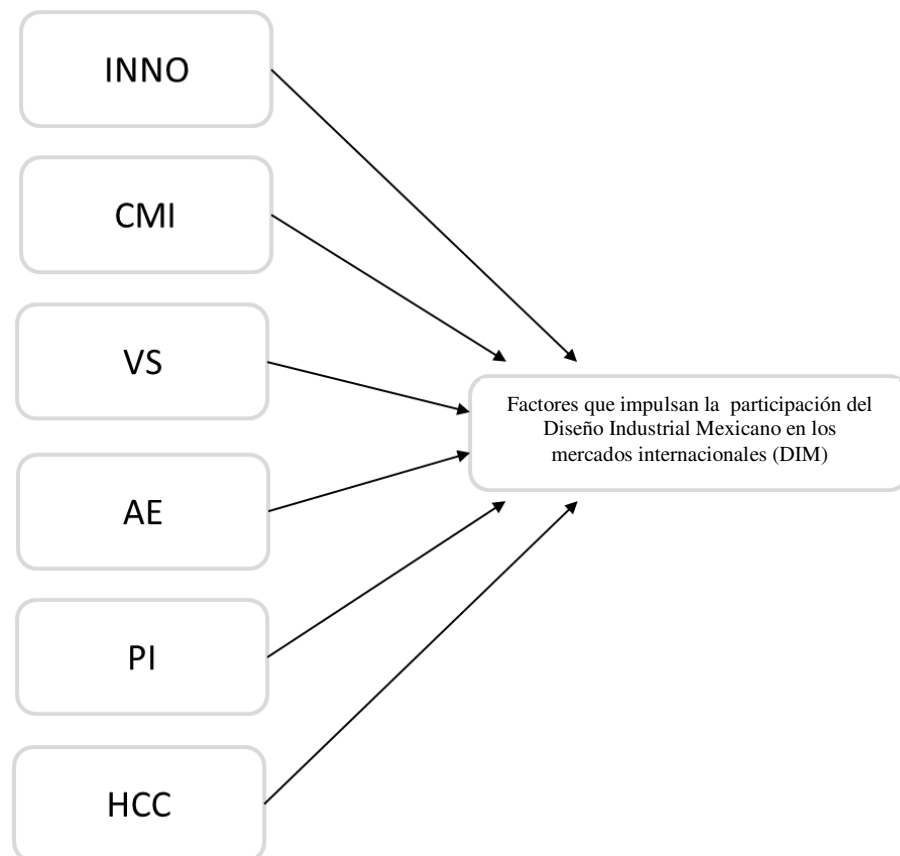 INNO
CMI
VS
AE
PI
HCC
Factores que impulsan la participación del
Diseño Industrial Mexicano en los
mercados internacionales (DIM)